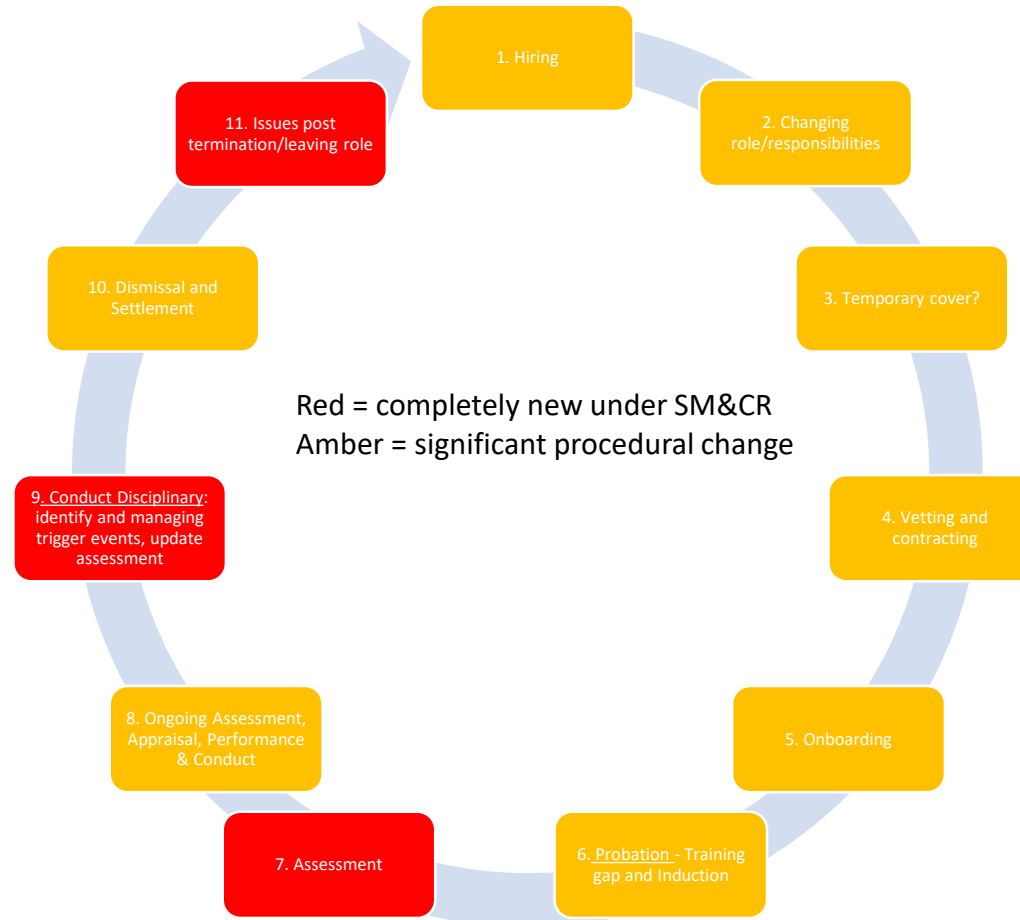 1. Hiring
2. Changing
role/responsibilities
3. Temporary cover?
4. Vetting and
contracting
5. Onboarding
6. Probation - Training
gap and Induction
7. Assessment
8. Ongoing Assessment,
Appraisal, Performance
& Conduct
9. Conduct Disciplinary:
identify and managing
trigger events, update
assessment
10. Dismissal and
Settlement
11. Issues post
termination/leaving role
Red = completely new under SM&CR
Amber = significant procedural change